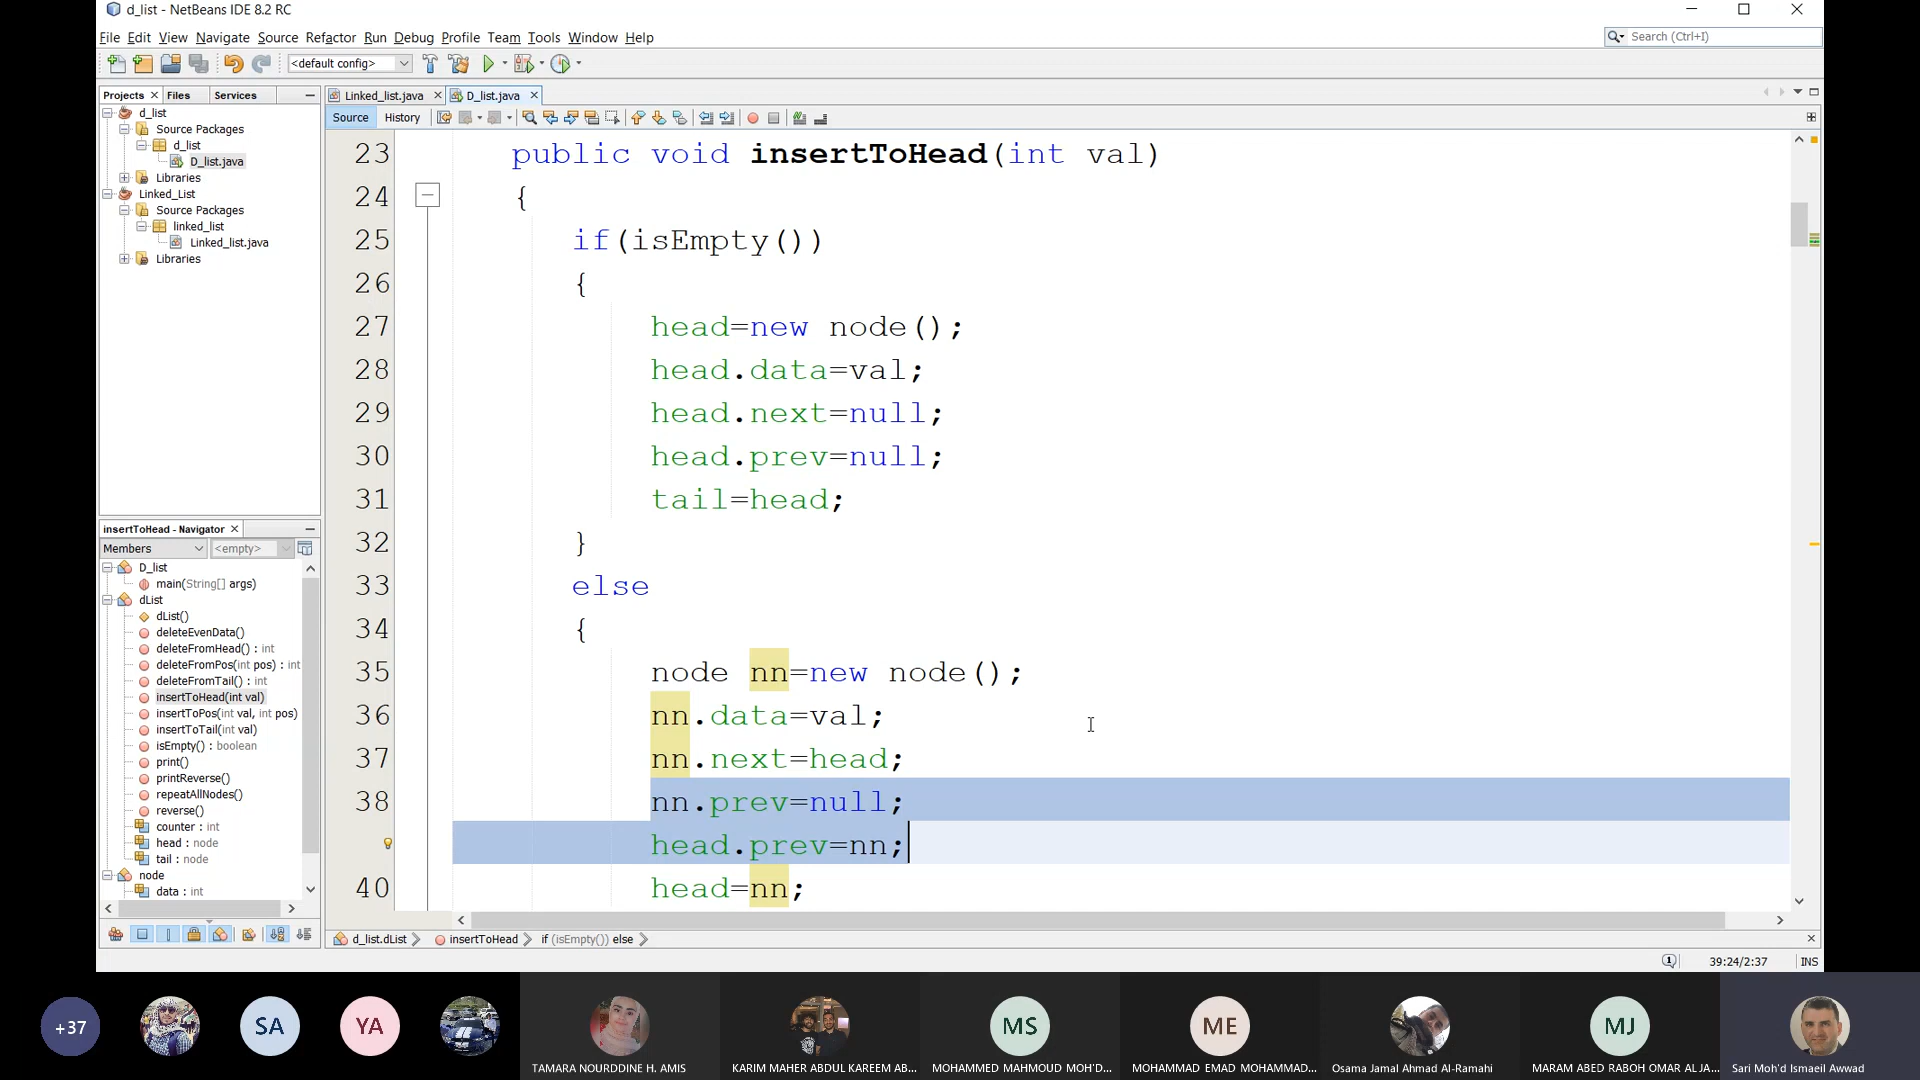 d_list - NetBeans IDE 8.2 RC
File Edit View Navigate Source Refactor Run Debug Profile Team Tools Window Help
Search (Ctrl+I)
<default config>
Projects Files Services
Linked_list.java D_list.java
Source History
d_list
Source Packages
d_list
D_list.java
Libraries
Linked_List
Source Packages
linked_list
Linked_list.java
Libraries
insertToHead - Navigator
Members <empty>
D_list
main(String[] args)
dList
dList()
deleteEvenData()
deleteFromHead() : int
deleteFromPos(int pos) : int
deleteFromTail() : int
insertToHead(int val)
insertToPos(int val, int pos)
insertToTail(int val)
isEmpty() : boolean
print()
printReverse()
repeatAllNodes()
reverse()
counter : int
head : node
tail : node
node
data : int
23 public void insertToHead(int val)
24 {
25 if(isEmpty())
26 {
27 head=new node();
28 head.data=val;
29 head.next=null;
30 head.prev=null;
31 tail=head;
32 }
33 else
34 {
35 node nn=new node();
36 nn.data=val;
37 nn.next=head;
38 nn.prev=null;
head.prev=nn;
40 head=nn;
d_list.dList insertToHead if (isEmpty()) else
1 39:24/2:37 INS
+37 SA YA MS ME MJ
TAMARA NOURDDINE H. AMIS
KARIM MAHER ABDUL KAREEM AB...
MOHAMMED MAHMOUD MOH'D...
MOHAMMAD EMAD MOHAMMAD...
Osama Jamal Ahmad Al-Ramahi
MARAM ABED RABOH OMAR AL JA...
Sari Moh'd Ismaeil Awwad